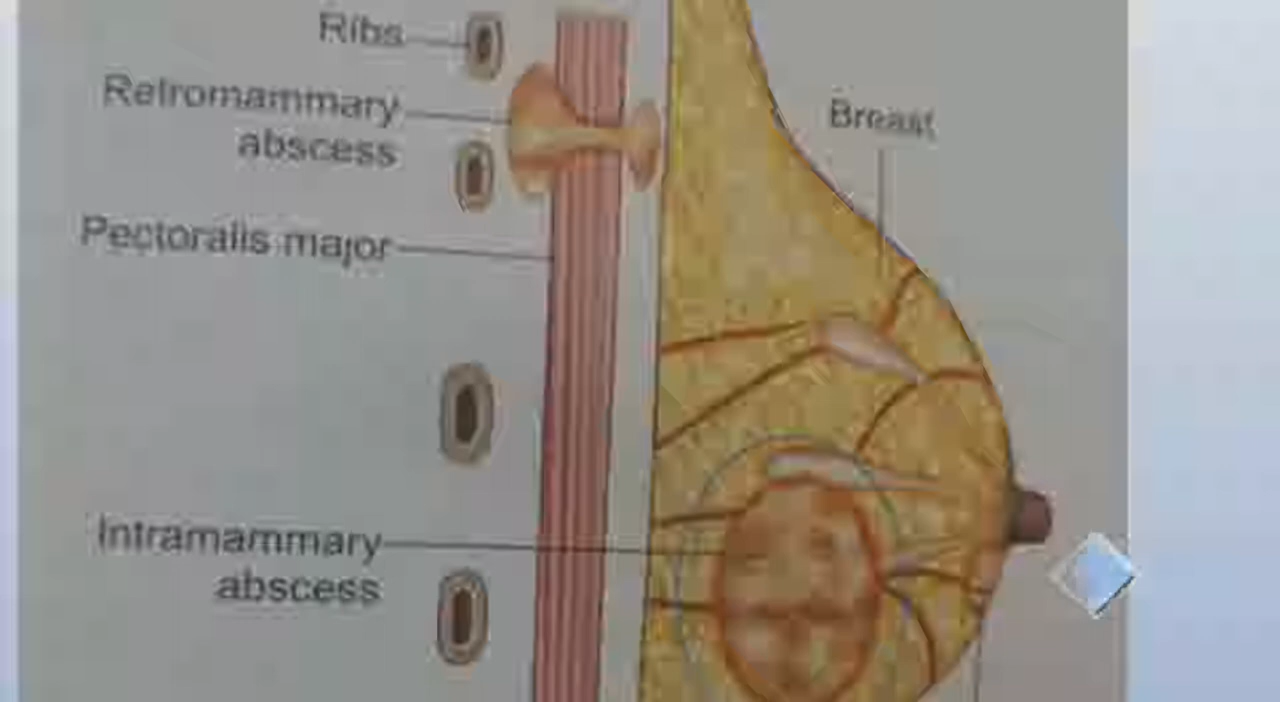 Ribs
Retromammary
abscess
Breast
Pectoralis major
Intramammary
abscess